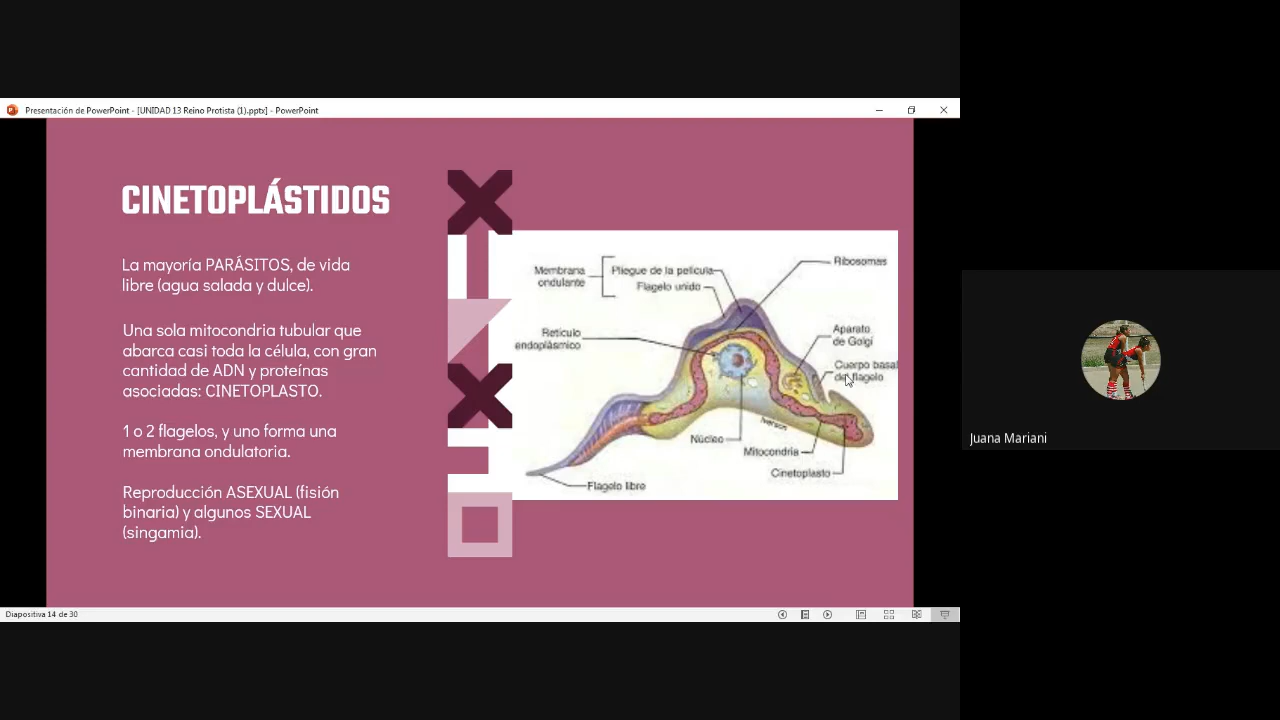 Presentación de PowerPoint - [UNIDAD 13 Reino Protista (1).pptx] - PowerPoint
CINETOPLÁSTIDOS
La mayoría PARÁSITOS, de vida
libre (agua salada y dulce).
Una sola mitocondria tubular que
abarca casi toda la célula, con gran
cantidad de ADN y proteínas
asociadas: CINETOPLASTO.
1 o 2 flagelos, y uno forma una
membrana ondulatoria.
Reproducción ASEXUAL (fisión
binaria) y algunos SEXUAL
(singamia).
Membrana
ondulante
Pliegue de la película
Flagelo unido
Ribosomas
Retículo
endoplásmico
Aparato
de Golgi
Cuerpo basal
del flagelo
Núcleo
Mitocondria
Cinetoplasto
Flagelo libre
Juana Mariani
Diapositiva 14 de 30